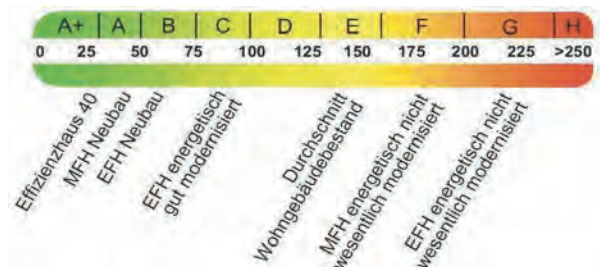 A+ A B C D E F G H
0 25 50 75 100 125 150 175 200 225 >250
Effizienzhaus 40
MFH Neubau
EFH Neubau
EFH energetisch
gut modernisiert
Durchschnitt
Wohngebäudebestand
MFH energetisch nicht
wesentlich modernisiert
EFH energetisch nicht
wesentlich modernisiert